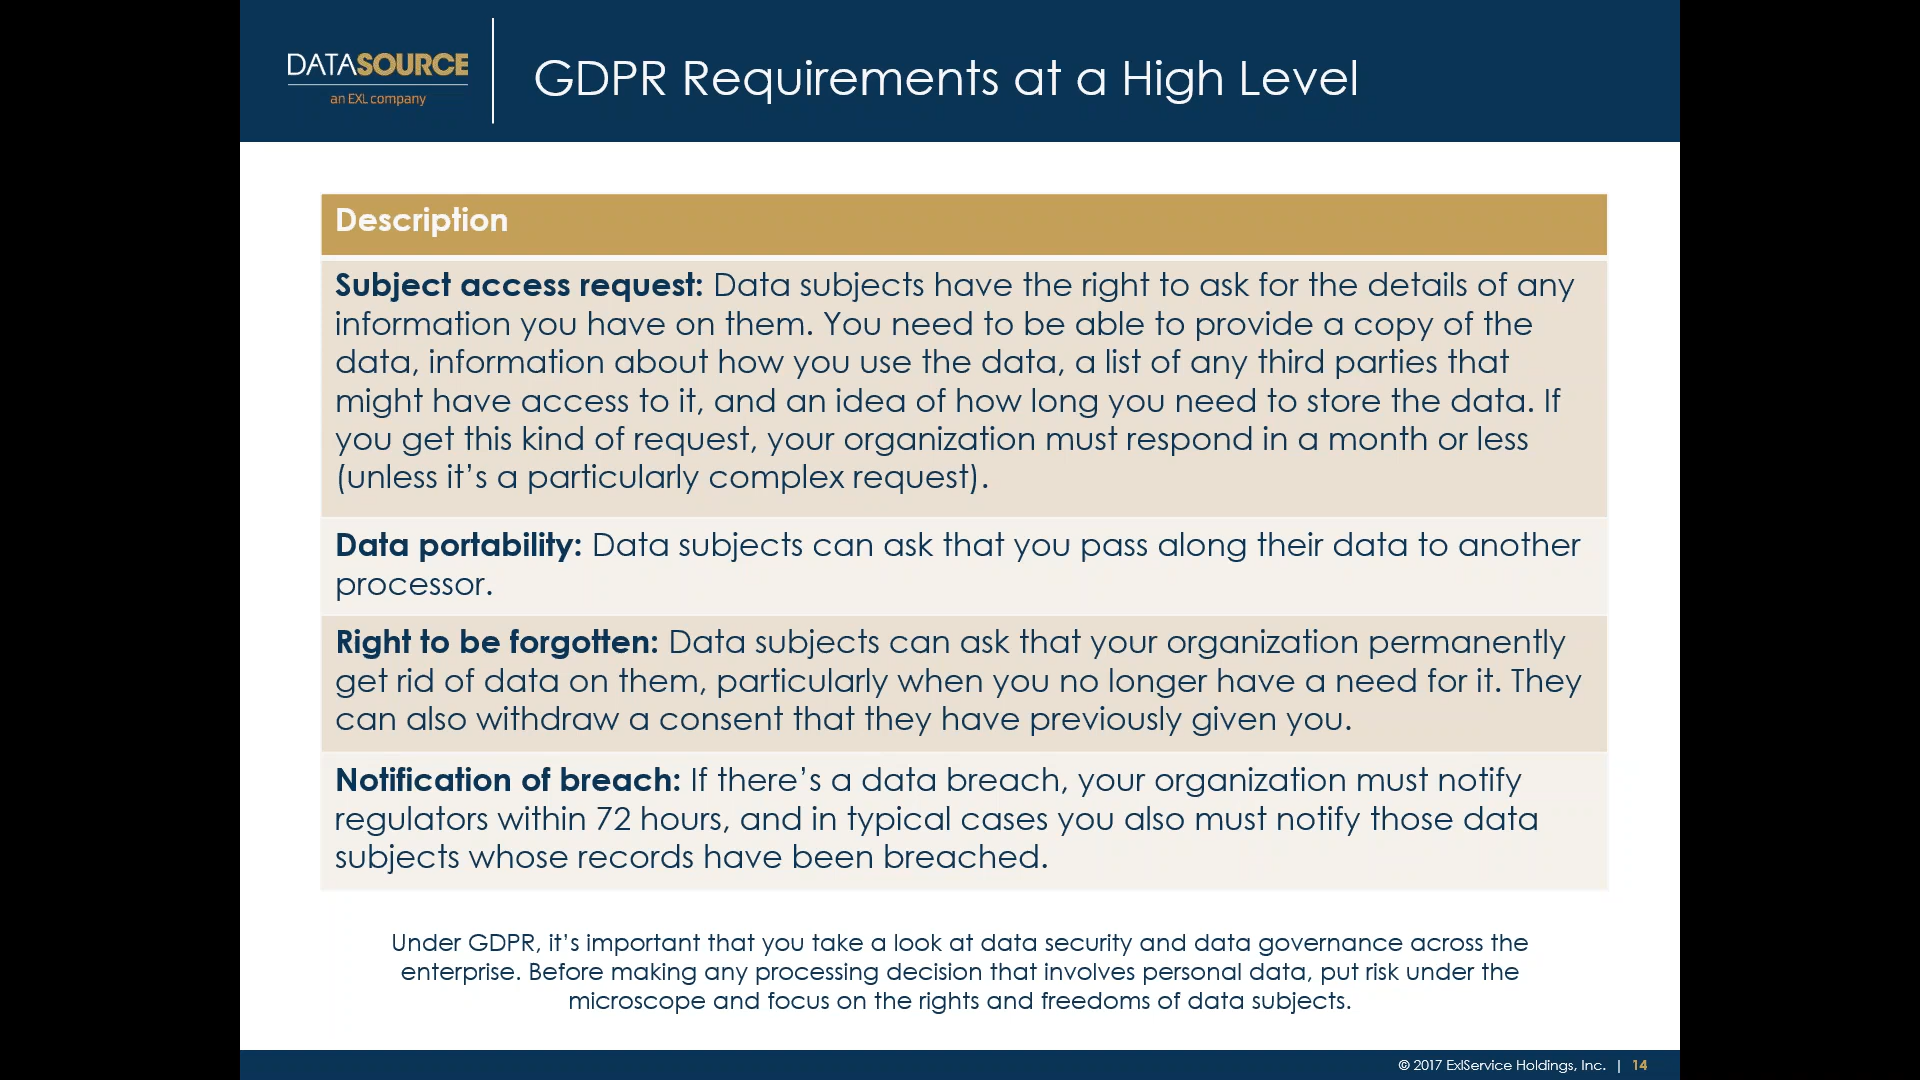 DATASOURCE
an EXL company
GDPR Requirements at a High Level
Description
Subject access request: Data subjects have the right to ask for the details of any
information you have on them. You need to be able to provide a copy of the
data, information about how you use the data, a list of any third parties that
might have access to it, and an idea of how long you need to store the data. If
you get this kind of request, your organization must respond in a month or less
(unless it’s a particularly complex request).
Data portability: Data subjects can ask that you pass along their data to another
processor.
Right to be forgotten: Data subjects can ask that your organization permanently
get rid of data on them, particularly when you no longer have a need for it. They
can also withdraw a consent that they have previously given you.
Notification of breach: If there’s a data breach, your organization must notify
regulators within 72 hours, and in typical cases you also must notify those data
subjects whose records have been breached.
Under GDPR, it’s important that you take a look at data security and data governance across the
enterprise. Before making any processing decision that involves personal data, put risk under the
microscope and focus on the rights and freedoms of data subjects.
© 2017 ExlService Holdings, Inc. | 14